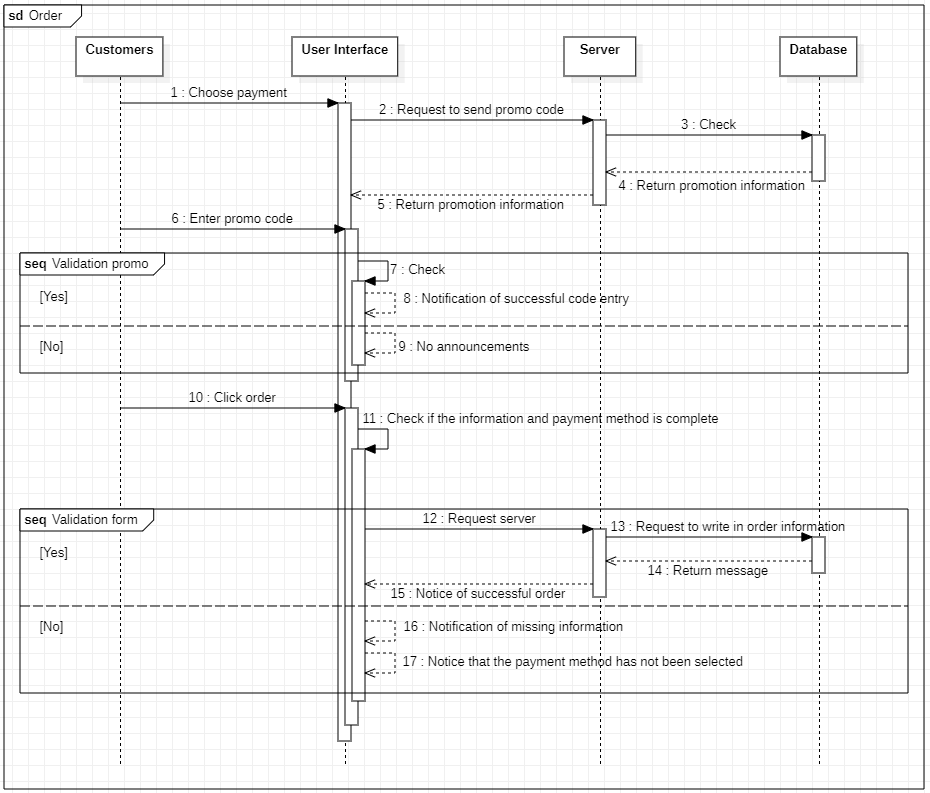 sd Order
Customers
User Interface
Server
Database
1 : Choose payment
2 : Request to send promo code
3 : Check
4 : Return promotion information
5 : Return promotion information
6 : Enter promo code
seq Validation promo
7 : Check
[Yes]
8 : Notification of successful code entry
[No]
9 : No announcements
10 : Click order
11 : Check if the information and payment method is complete
seq Validation form
12 : Request server
13 : Request to write in order information
[Yes]
14 : Return message
15 : Notice of successful order
[No]
16 : Notification of missing information
17 : Notice that the payment method has not been selected